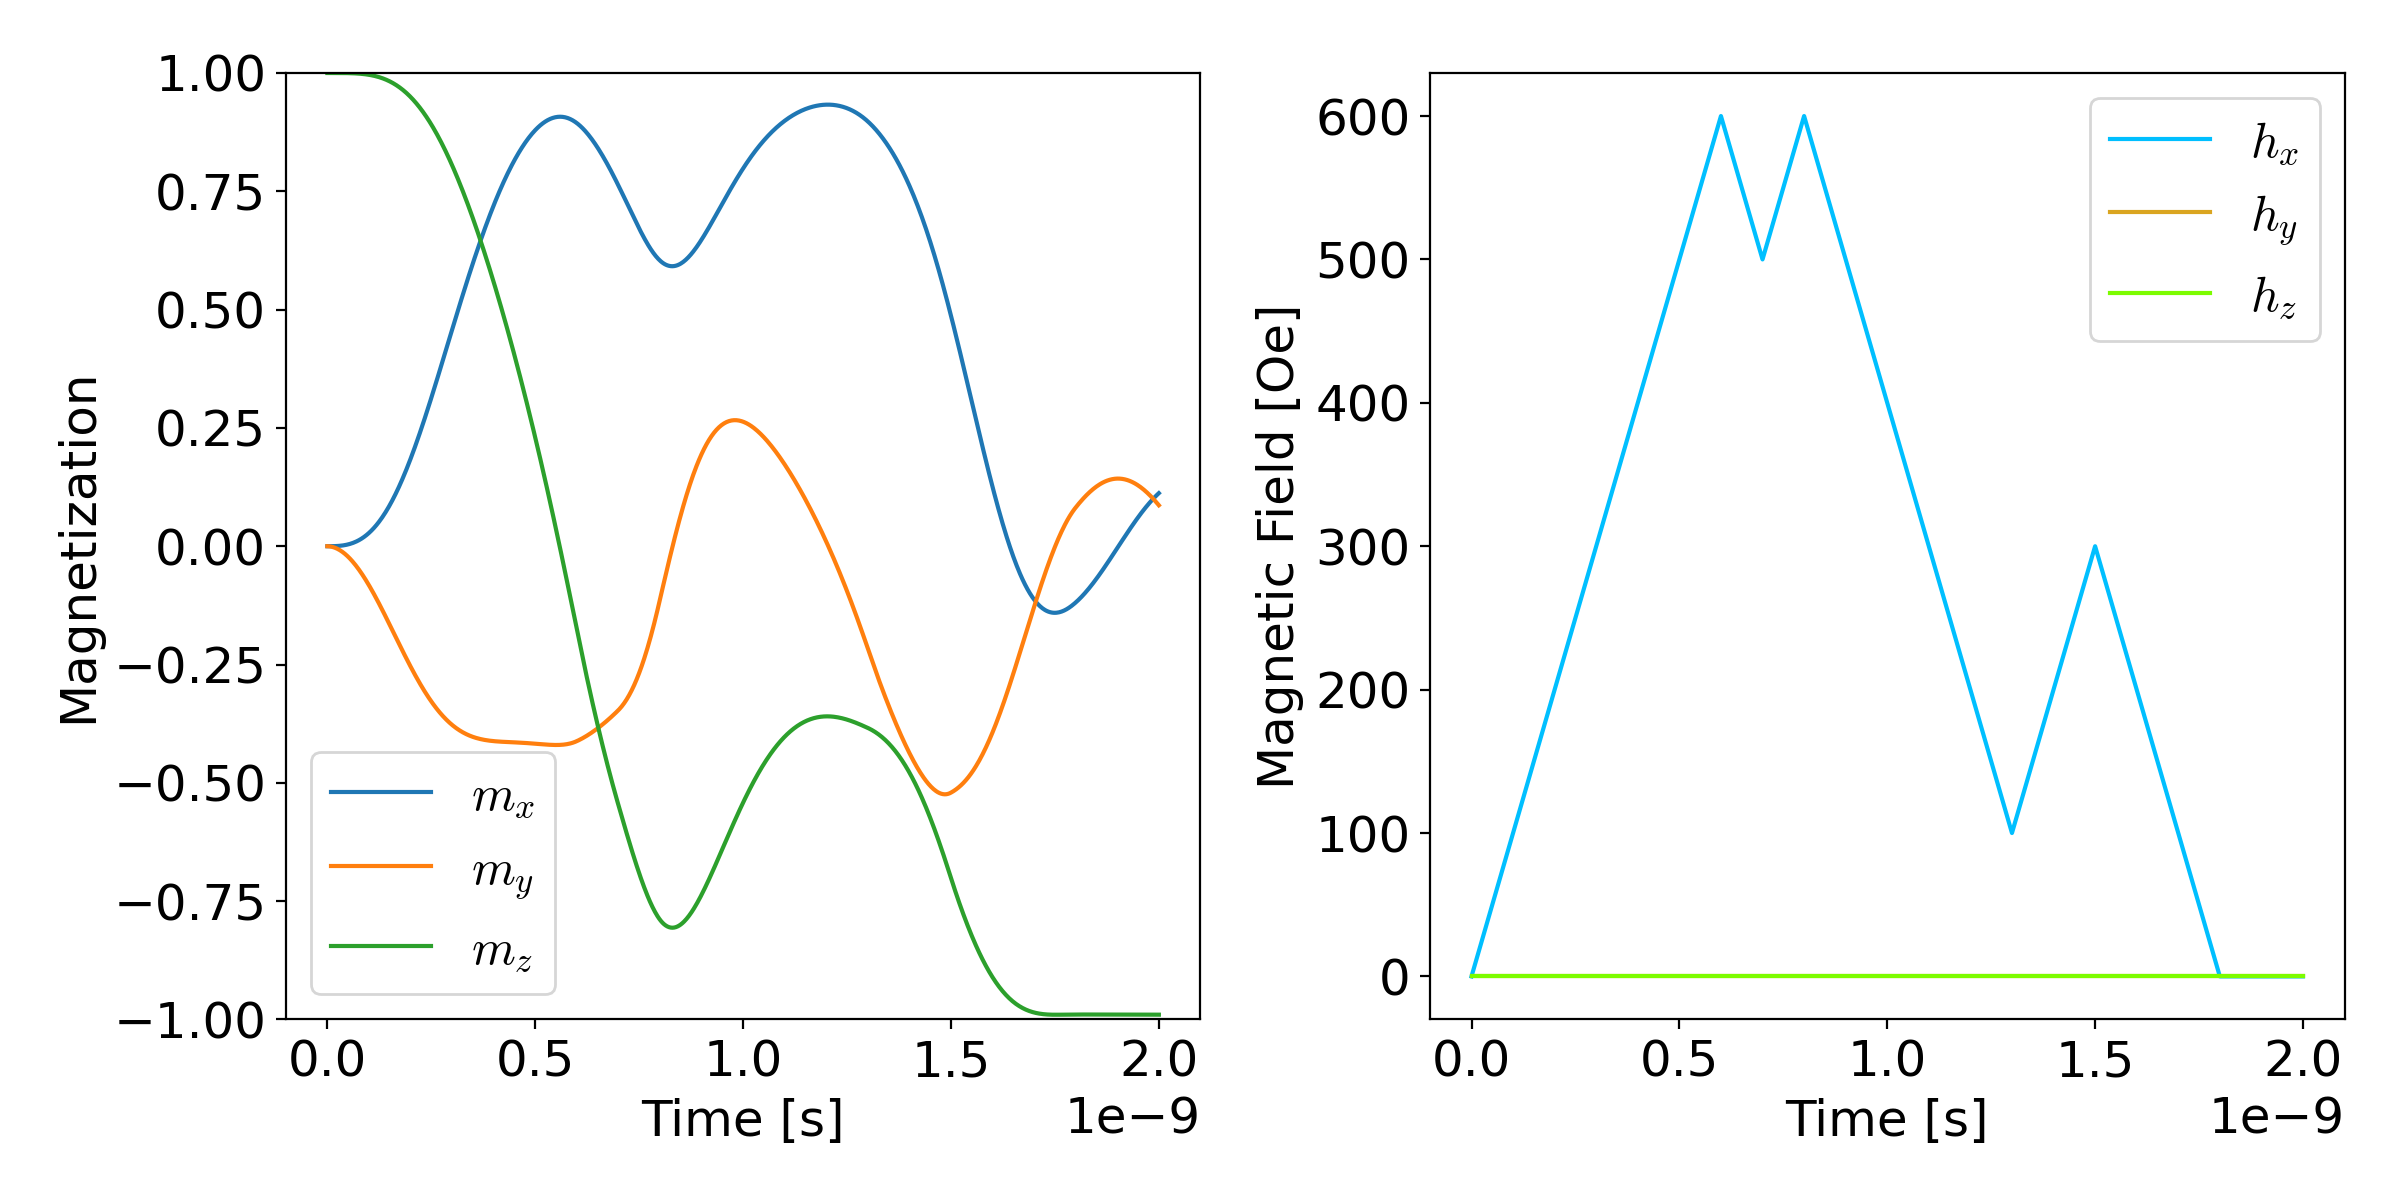 Magnetization
1.00
0.75
0.50
0.25
0.00
−0.25
−0.50
−0.75
−1.00
m_x
m_y
m_z
0.0 0.5 1.0 1.5 2.0
Time [s]
1e−9
Magnetic Field [Oe]
600
500
400
300
200
100
0
h_x
h_y
h_z
0.0 0.5 1.0 1.5 2.0
Time [s]
1e−9